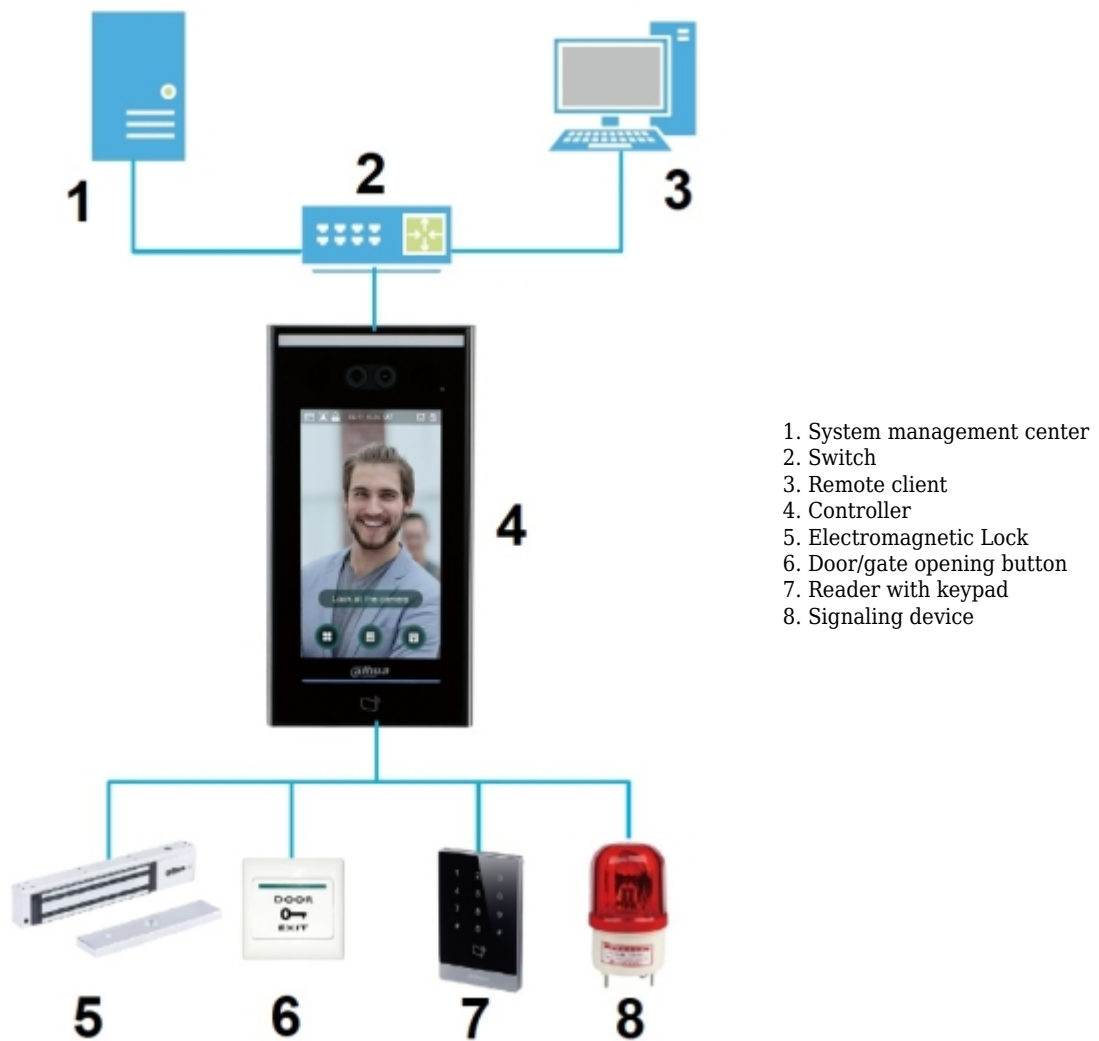 1
2
3
4
Look at the camera
alhua
1. System management center
2. Switch
3. Remote client
4. Controller
5. Electromagnetic Lock
6. Door/gate opening button
7. Reader with keypad
8. Signaling device
DOOR
EXIT
5
6
7
8